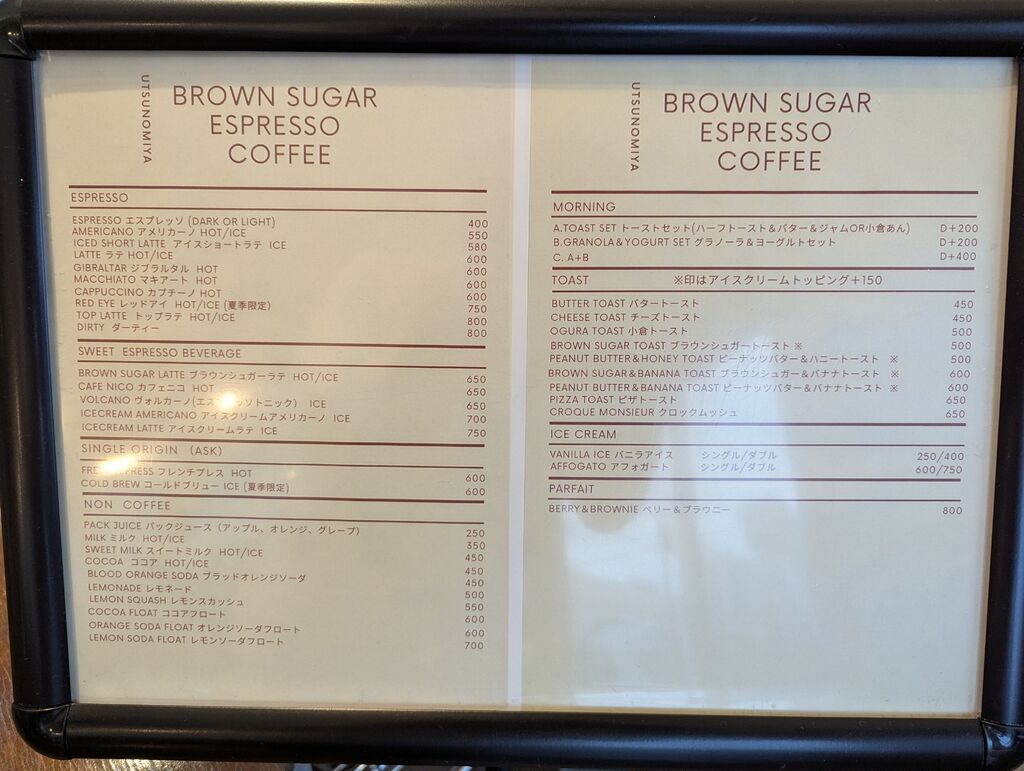 UTSUNOMIYA
BROWN SUGAR
ESPRESSO
COFFEE
ESPRESSO
ESPRESSO エスプレッソ (DARK OR LIGHT) 400
AMERICANO アメリカーノ HOT/ICE 550
ICED SHORT LATTE アイスショートラテ ICE 580
LATTE ラテ HOT/ICE 600
GIBRALTAR ジブラルタル HOT 600
MACCHIATO マキアート HOT 600
CAPPUCCINO カプチーノ HOT 600
RED EYE レッドアイ HOT/ICE (夏季限定) 750
TOP LATTE トップラテ HOT/ICE 800
DIRTY ダーティー 800
SWEET ESPRESSO BEVERAGE
BROWN SUGAR LATTE ブラウンシュガーラテ HOT/ICE 650
CAFE NICO カフェニコ HOT 650
VOLCANO ヴォルカーノ(エスプレッソトニック) ICE 650
ICECREAM AMERICANO アイスクリームアメリカーノ ICE 700
ICECREAM LATTE アイスクリームラテ ICE 750
SINGLE ORIGIN (ASK)
FRENCHPRESS フレンチプレス HOT 600
COLD BREW コールドブリュー ICE (夏季限定) 600
NON COFFEE
PACK JUICE パックジュース (アップル、オレンジ、グレープ) 250
MILK ミルク HOT/ICE 350
SWEET MILK スイートミルク HOT/ICE 450
COCOA ココア HOT/ICE 450
BLOOD ORANGE SODA ブラッドオレンジソーダ 450
LEMONADE レモネード 500
LEMON SQUASH レモンスカッシュ 550
COCOA FLOAT ココアフロート 600
ORANGE SODA FLOAT オレンジソーダフロート 600
LEMON SODA FLOAT レモンソーダフロート 700
UTSUNOMIYA
BROWN SUGAR
ESPRESSO
COFFEE
MORNING
A.TOAST SET トーストセット(ハーフトースト&バター&ジャムOR小倉あん) D+200
B.GRANOLA&YOGURT SET グラノーラ&ヨーグルトセット D+200
C. A+B D+400
TOAST ※印はアイスクリームトッピング+150
BUTTER TOAST バタートースト 450
CHEESE TOAST チーズトースト 450
OGURA TOAST 小倉トースト 500
BROWN SUGAR TOAST ブラウンシュガートースト ※ 500
PEANUT BUTTER&HONEY TOAST ピーナッツバター&ハニートースト ※ 500
BROWN SUGAR&BANANA TOAST ブラウンシュガー&バナナトースト ※ 600
PEANUT BUTTER&BANANA TOAST ピーナッツバター&バナナトースト ※ 600
PIZZA TOAST ピザトースト 650
CROQUE MONSIEUR クロックムッシュ 650
ICE CREAM
VANILLA ICE バニラアイス シングル/ダブル 250/400
AFFOGATO アフォガート シングル/ダブル 600/750
PARFAIT
BERRY&BROWNIE ベリー&ブラウニー 800